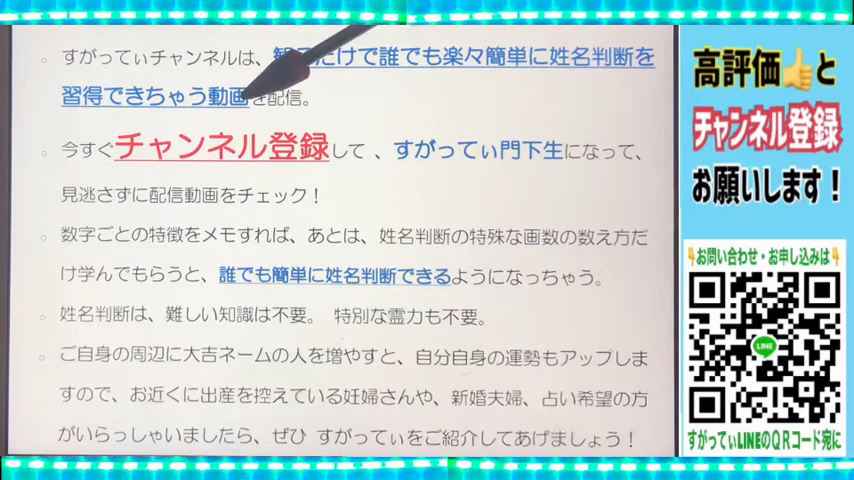 すがってぃチャンネルは、観るだけで誰でも楽々簡単に姓名判断を
習得できちゃう動画を配信。
今すぐチャンネル登録して 、すがってぃ門下生になって、
見逃さずに配信動画をチェック！
数字ごとの特徴をメモすれば、あとは、姓名判断の特殊な画数の数え方だ
け学んでもらうと、誰でも簡単に姓名判断できるようになっちゃう。
姓名判断は、難しい知識は不要。 特別な霊力も不要。
ご自身の周辺に大吉ネームの人を増やすと、自分自身の運勢もアップしま
すので、お近くに出産を控えている妊婦さんや、新婚夫婦、占い希望の方
がいらっしゃいましたら、ぜひ すがってぃをご紹介してあげましょう！
高評価👍と
チャンネル登録
お願いします！
👇お問い合わせ・お申し込みは👇
LINE
すがってぃLINEのQRコード宛に